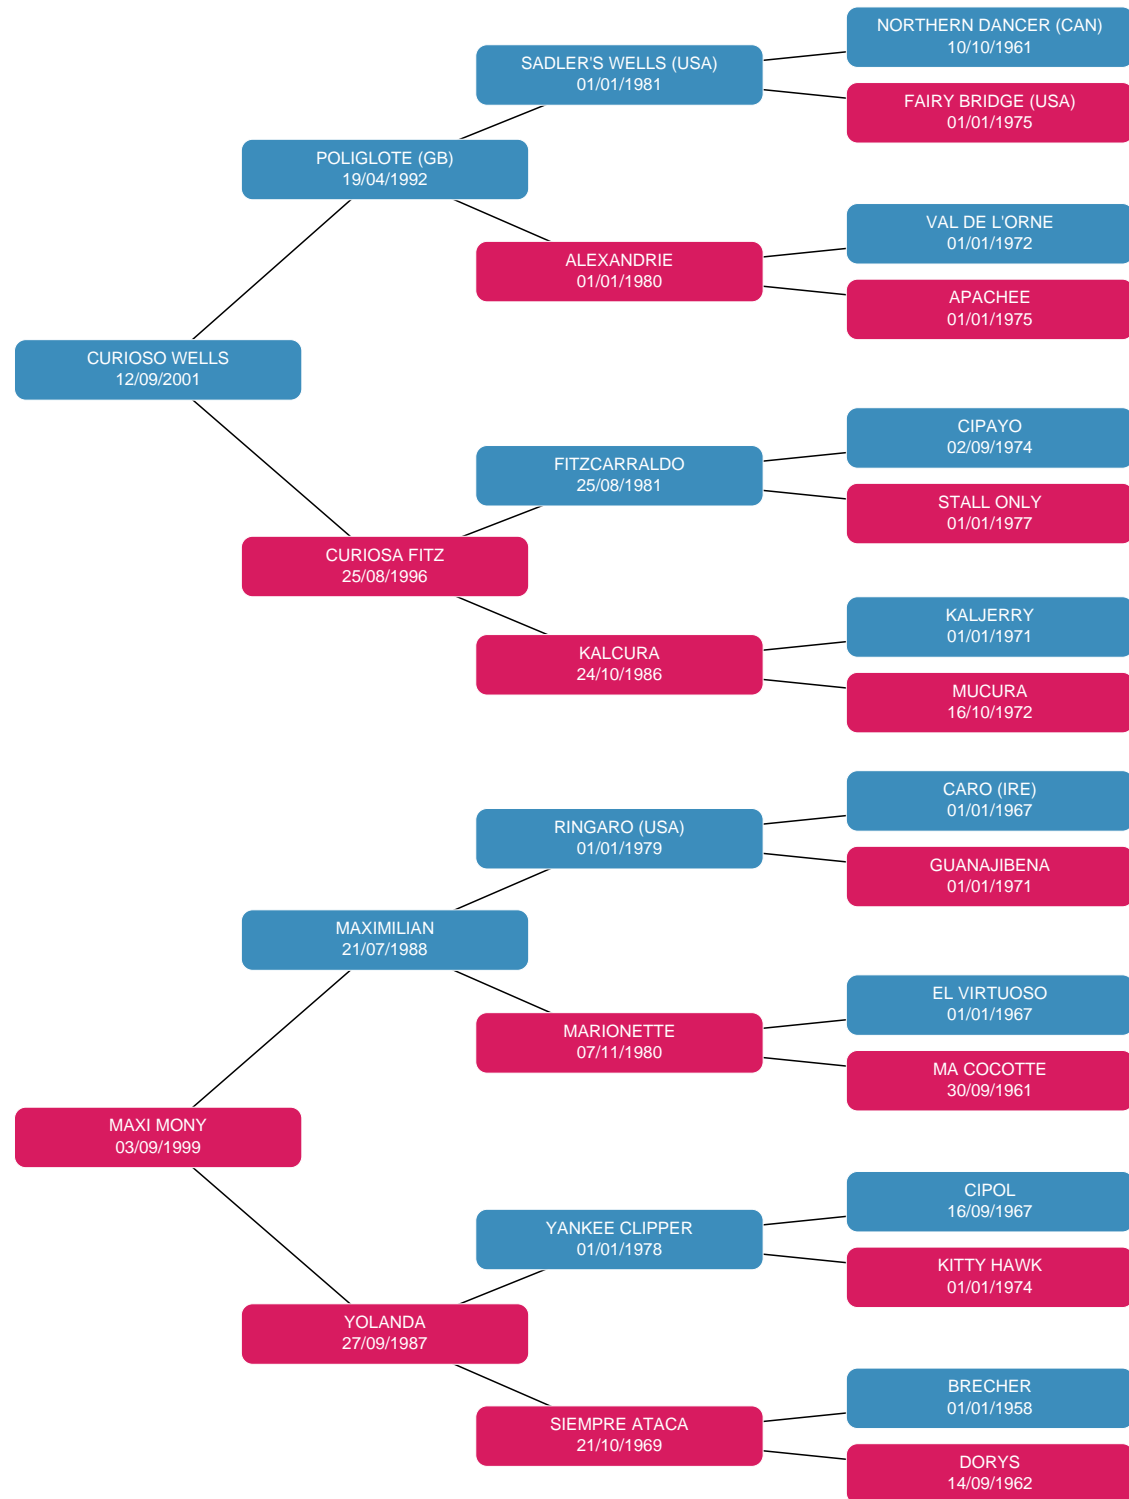 NORTHERN DANCER (CAN)
10/10/1961
SADLER'S WELLS (USA)
01/01/1981
FAIRY BRIDGE (USA)
01/01/1975
POLIGLOTE (GB)
19/04/1992
VAL DE L'ORNE
01/01/1972
ALEXANDRIE
01/01/1980
APACHEE
01/01/1975
CURIOSO WELLS
12/09/2001
CIPAYO
02/09/1974
FITZCARRALDO
25/08/1981
STALL ONLY
01/01/1977
CURIOSA FITZ
25/08/1996
KALJERRY
01/01/1971
KALCURA
24/10/1986
MUCURA
16/10/1972
CARO (IRE)
01/01/1967
RINGARO (USA)
01/01/1979
GUANAJIBENA
01/01/1971
MAXIMILIAN
21/07/1988
EL VIRTUOSO
01/01/1967
MARIONETTE
07/11/1980
MA COCOTTE
30/09/1961
MAXI MONY
03/09/1999
CIPOL
16/09/1967
YANKEE CLIPPER
01/01/1978
KITTY HAWK
01/01/1974
YOLANDA
27/09/1987
BRECHER
01/01/1958
SIEMPRE ATACA
21/10/1969
DORYS
14/09/1962